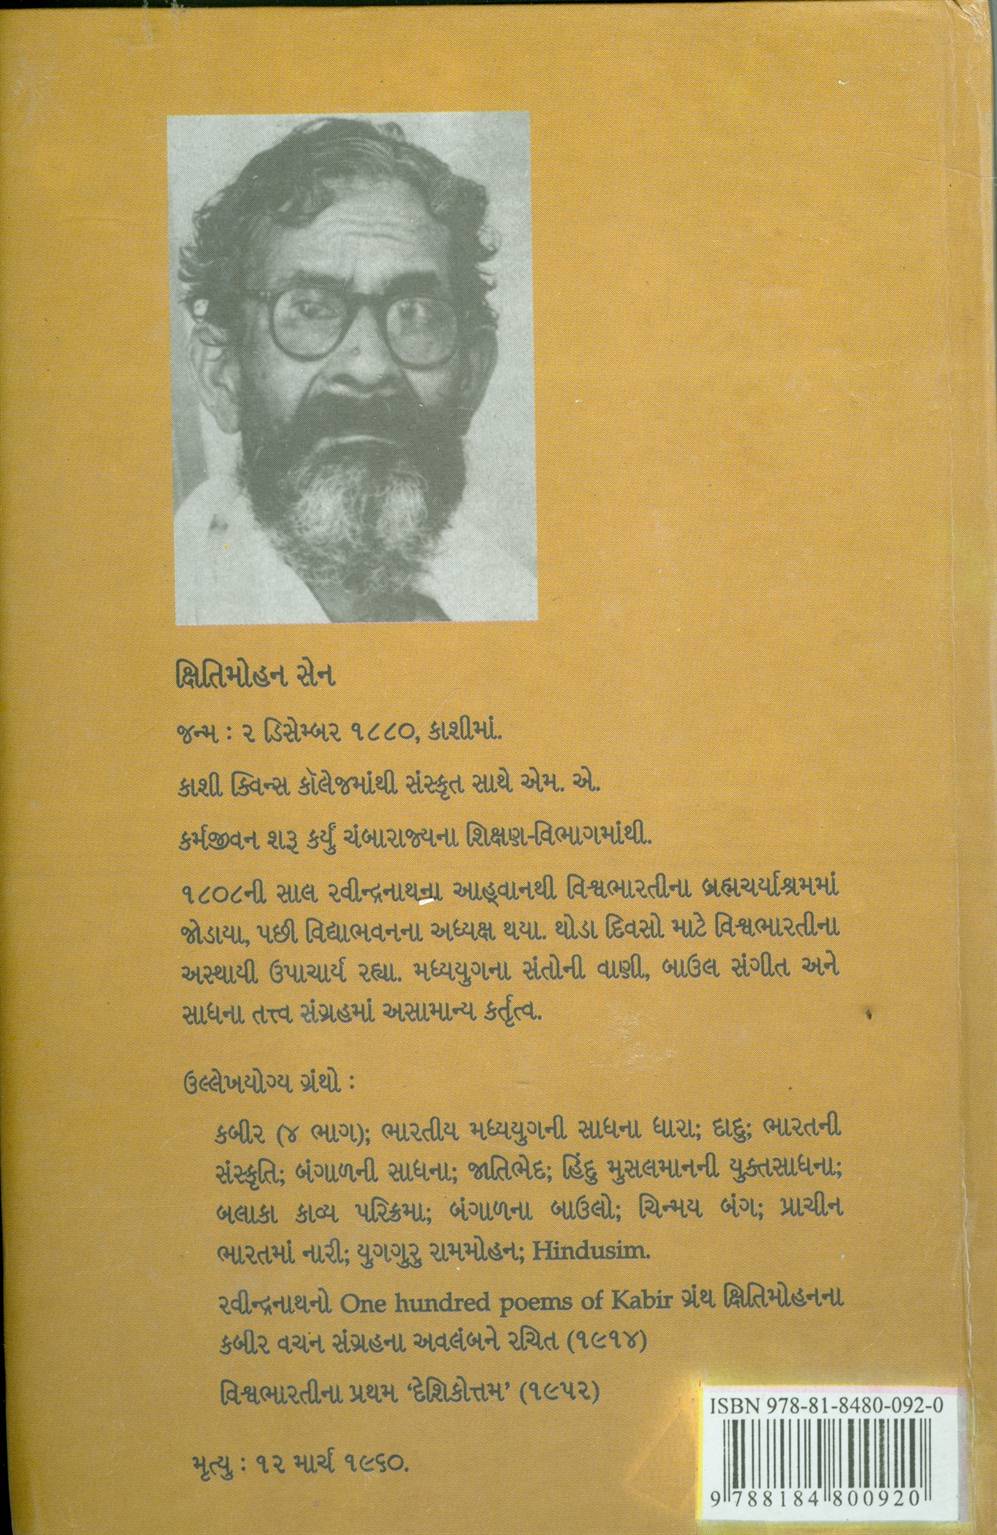 ક્ષિતિમોહન સેન
જન્મ : ૨ ડિસેમ્બર ૧૮૮૦, કાશીમાં.
કાશી ક્વિન્સ કૉલેજમાંથી સંસ્કૃત સાથે એમ. એ.
કર્મજીવન શરૂ કર્યું ચંબારાજ્યના શિક્ષણ-વિભાગમાંથી.
૧૮૦૮ની સાલ રવીન્દ્રનાથના આહ્વાનથી વિશ્વભારતીના બ્રહ્મચર્યાશ્રમમાં
જોડાયા, પછી વિદ્યાભવનના અધ્યક્ષ થયા. થોડા દિવસો માટે વિશ્વભારતીના
અસ્થાયી ઉપાચાર્ય રહ્યા. મધ્યયુગના સંતોની વાણી, બાઉલ સંગીત અને
સાધના તત્ત્વ સંગ્રહમાં અસામાન્ય કર્તૃત્વ.
ઉલ્લેખયોગ્ય ગ્રંથો :
કબીર (૪ ભાગ); ભારતીય મધ્યયુગની સાધના ધારા; દાદુ; ભારતની
સંસ્કૃતિ; બંગાળની સાધના; જાતિભેદ; હિંદુ મુસલમાનની યુક્તસાધના;
બલાકા કાવ્ય પરિક્રમા; બંગાળના બાઉલો; ચિન્મય બંગ; પ્રાચીન
ભારતમાં નારી; યુગગુરુ રામમોહન; Hindusim.
રવીન્દ્રનાથનો One hundred poems of Kabir ગ્રંથ ક્ષિતિમોહનના
કબીર વચન સંગ્રહના અવલંબને રચિત (૧૯૧૪)
વિશ્વભારતીના પ્રથમ ‘દેશિકોત્તમ’ (૧૯૫૨)
મૃત્યુ : ૧૨ માર્ચ ૧૯૬૦.
ISBN 978-81-8480-092-0
9 788184 800920